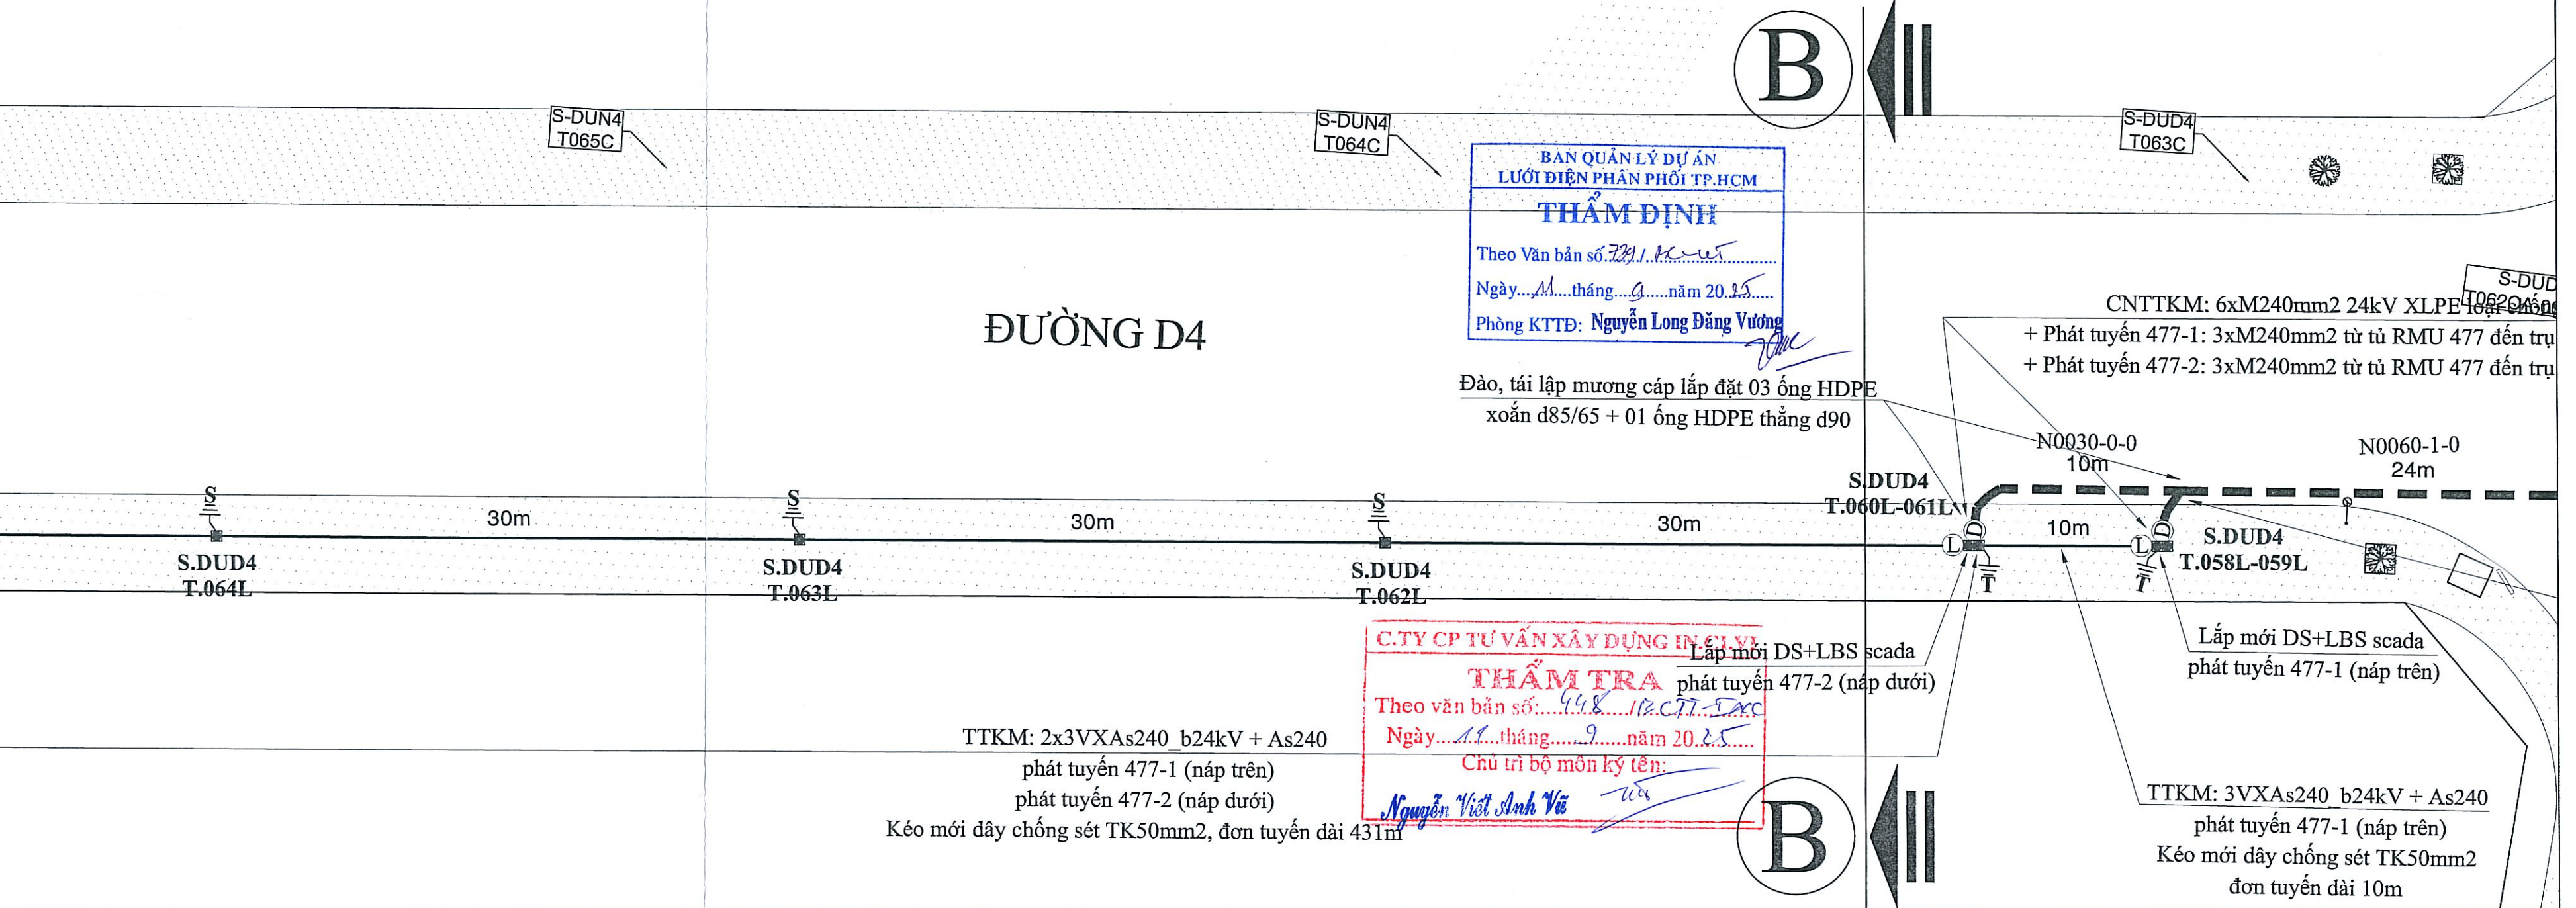 B
S-DUN4
T065C
S-DUN4
T064C
S-DUD4
T063C
BAN QUẢN LÝ DỰ ÁN
LƯỚI ĐIỆN PHÂN PHỐI TP.HCM
THẨM ĐỊNH
Theo Văn bản số
Ngày....11....tháng....9.....năm 20.25.....
Phòng KTTĐ: Nguyễn Long Đăng Vương
ĐƯỜNG D4
S-DUD
CNTTKM: 6xM240mm2 24kV XLPE
+ Phát tuyến 477-1: 3xM240mm2 từ tủ RMU 477 đến trụ
+ Phát tuyến 477-2: 3xM240mm2 từ tủ RMU 477 đến trụ
Đào, tái lập mương cáp lắp đặt 03 ống HDPE
xoắn d85/65 + 01 ống HDPE thẳng d90
N0030-0-0
10m
N0060-1-0
24m
S
30m
S
30m
S
30m
S.DUD4
T.060L-061L
D
L
10m
D
L
S.DUD4
T.058L-059L
T
T
S.DUD4
T.064L
S.DUD4
T.063L
S.DUD4
T.062L
C.TY CP TƯ VẤN XÂY DỰNG
THẨM TRA
Theo văn bản số:....448
Ngày....11....tháng....9.....năm 20.25.....
Chủ trì bộ môn ký tên:
Nguyễn Viết Anh Vũ
Lắp mới DS+LBS scada
phát tuyến 477-2 (náp dưới)
Lắp mới DS+LBS scada
phát tuyến 477-1 (náp trên)
TTKM: 2x3VXAs240_b24kV + As240
phát tuyến 477-1 (náp trên)
phát tuyến 477-2 (náp dưới)
Kéo mới dây chống sét TK50mm2, đơn tuyến dài 431m
B
TTKM: 3VXAs240_b24kV + As240
phát tuyến 477-1 (náp trên)
Kéo mới dây chống sét TK50mm2
đơn tuyến dài 10m